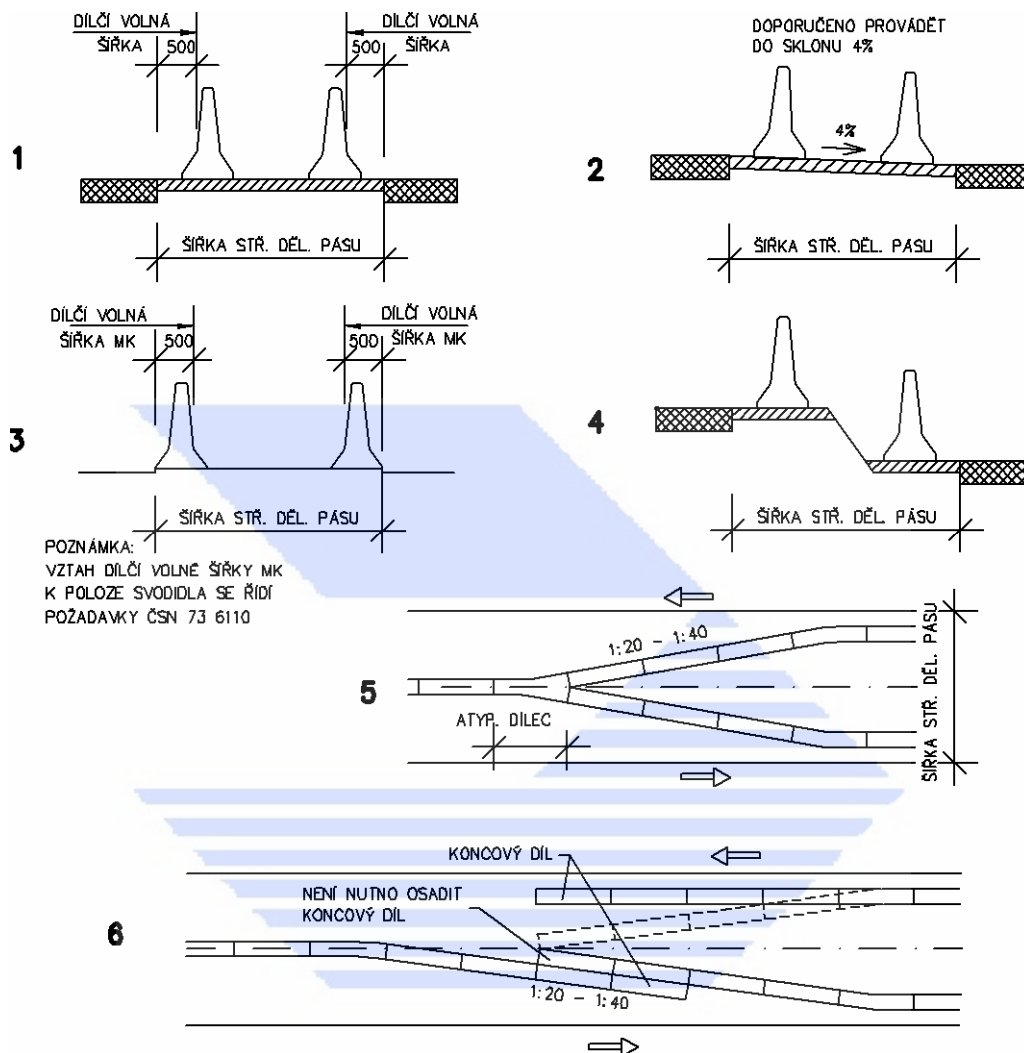 DÍLČÍ VOLNÁ
ŠÍŘKA
500
DÍLČÍ VOLNÁ
500
ŠÍŘKA
1
ŠÍŘKA STŘ. DĚL. PÁSU
DOPORUČENO PROVÁDĚT
DO SKLONU 4%
4%
2
ŠÍŘKA STŘ. DĚL. PÁSU
DÍLČÍ VOLNÁ
ŠÍŘKA MK
500
DÍLČÍ VOLNÁ
500
ŠÍŘKA MK
3
ŠÍŘKA STŘ. DĚL. PÁSU
4
ŠÍŘKA STŘ. DĚL. PÁSU
POZNÁMKA:
VZTAH DÍLČÍ VOLNÉ ŠÍŘKY MK
K POLOZE SVODIDLA SE ŘÍDÍ
POŽADAVKY ČSN 73 6110
5
1:20 - 1:40
ATYP. DÍLEC
ŠÍŘKA STŘ. DĚL. PÁSU
6
KONCOVÝ DÍL
NENÍ NUTNO OSADIT
KONCOVÝ DÍL
1:20 - 1:40